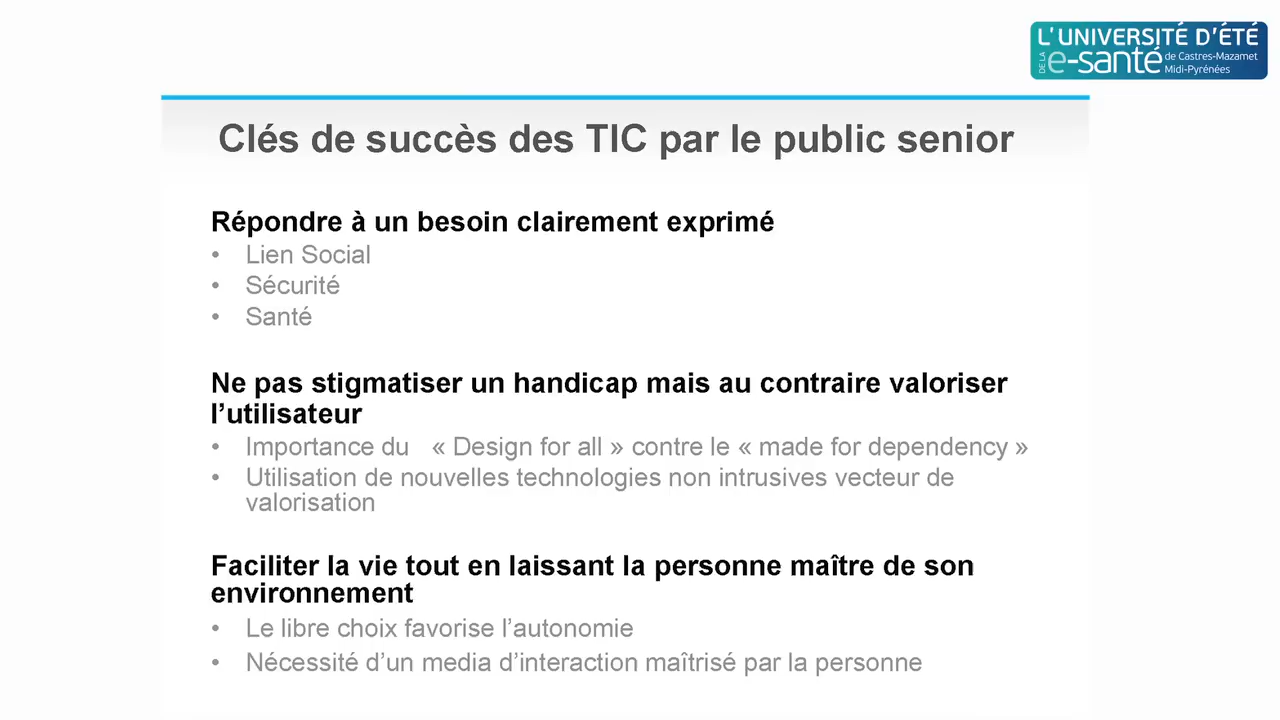 L'UNIVERSITÉ D'ÉTÉ
DE LA e-santé de Castres-Mazamet
Midi-Pyrénées
Clés de succès des TIC par le public senior
Répondre à un besoin clairement exprimé
• Lien Social
• Sécurité
• Santé
Ne pas stigmatiser un handicap mais au contraire valoriser
l’utilisateur
• Importance du « Design for all » contre le « made for dependency »
• Utilisation de nouvelles technologies non intrusives vecteur de
valorisation
Faciliter la vie tout en laissant la personne maître de son
environnement
• Le libre choix favorise l’autonomie
• Nécessité d’un media d’interaction maîtrisé par la personne